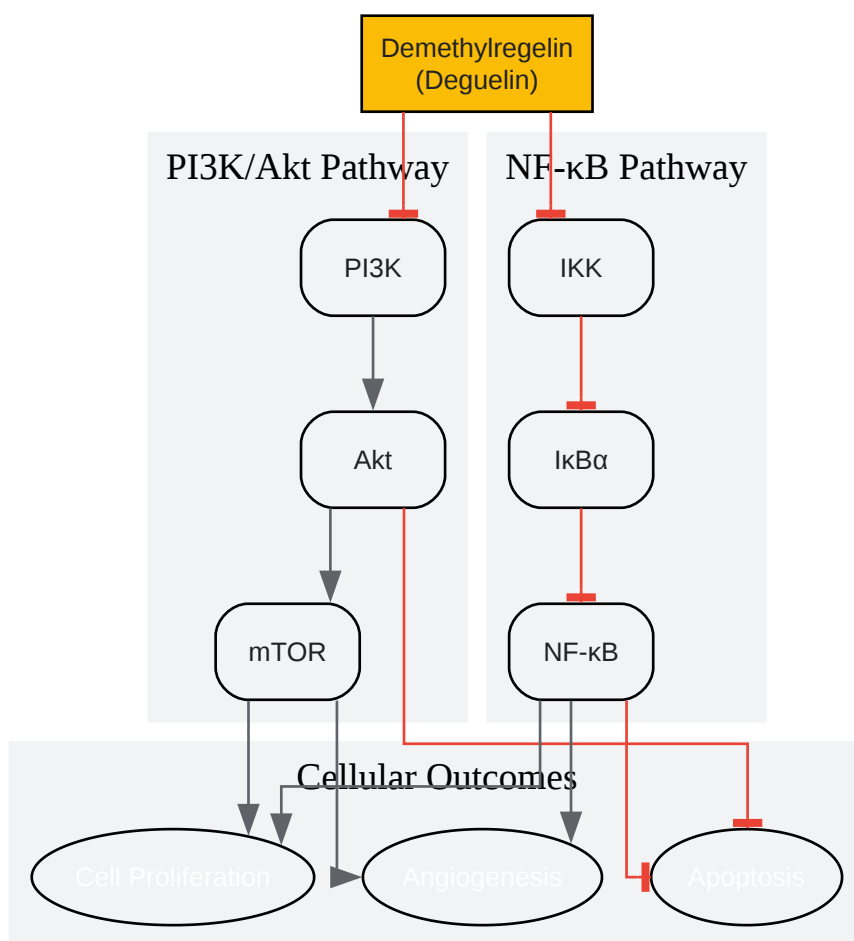 Demethylregelin
(Deguelin)
PI3K/Akt Pathway
NF-κB Pathway
PI3K
IKK
Akt
IκBα
mTOR
NF-κB
Cellular Outcomes
Cell Proliferation
Angiogenesis
Apoptosis